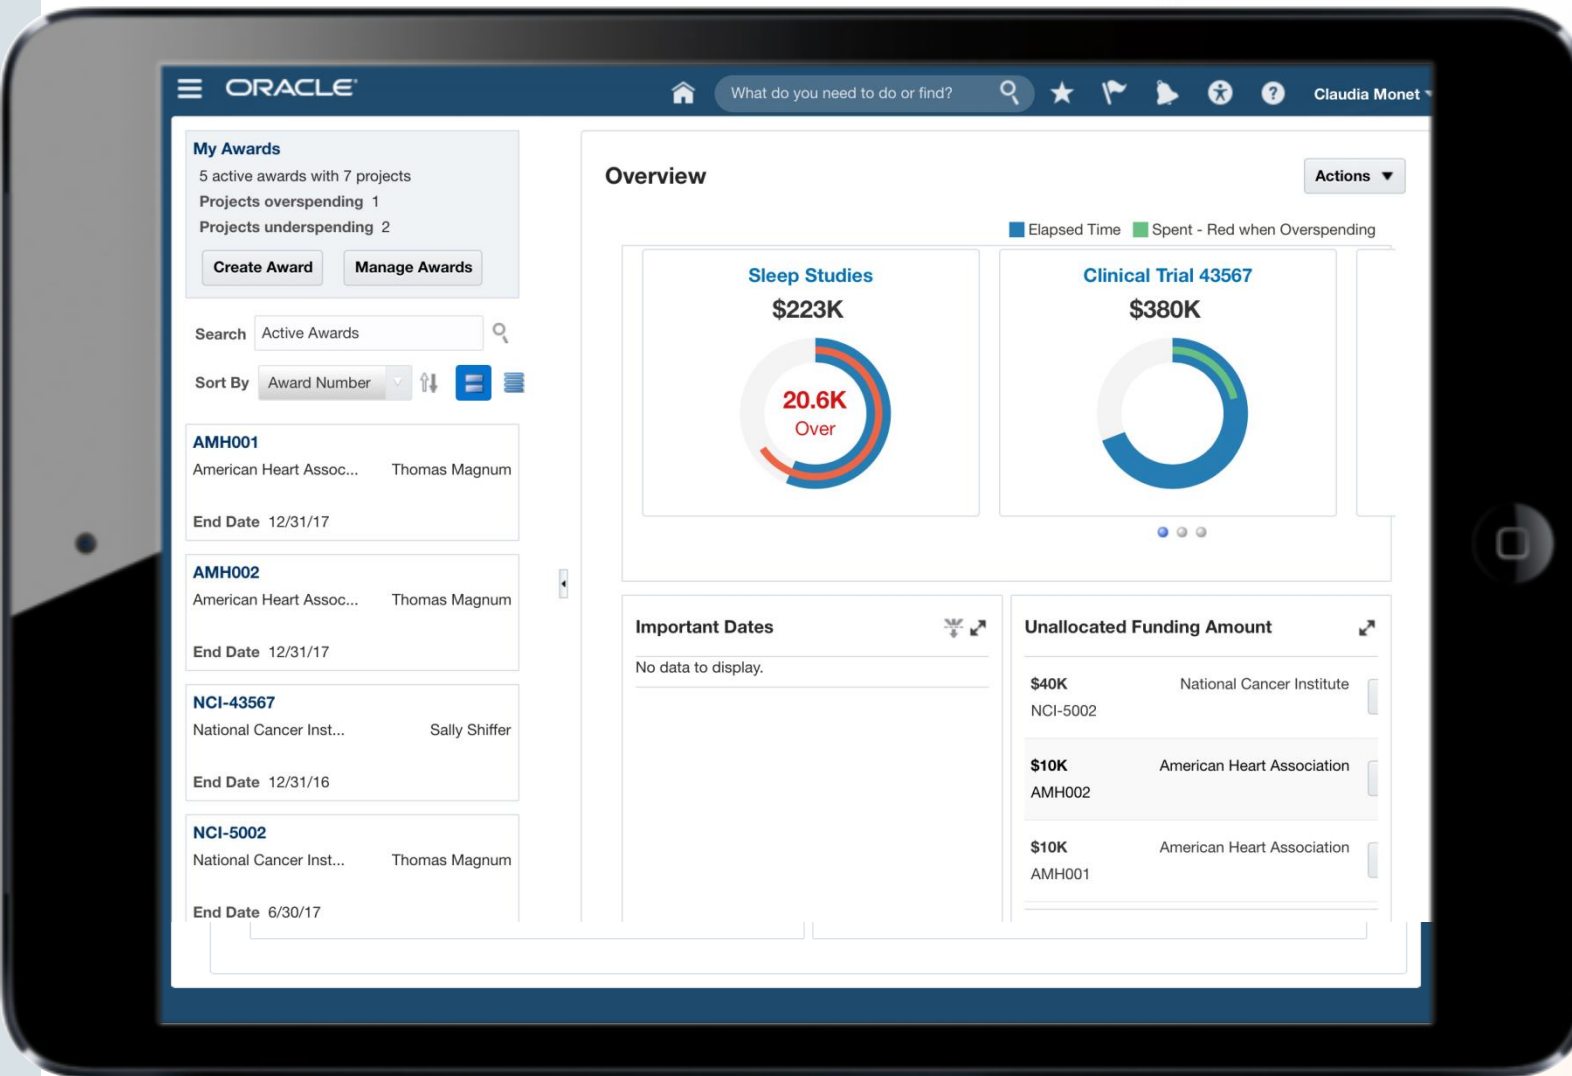 ORACLE
What do you need to do or find?
Claudia Monet
My Awards
5 active awards with 7 projects
Projects overspending 1
Projects underspending 2
Create Award Manage Awards
Search Active Awards
Sort By Award Number
AMH001
American Heart Assoc... Thomas Magnum
End Date 12/31/17
AMH002
American Heart Assoc... Thomas Magnum
End Date 12/31/17
NCI-43567
National Cancer Inst... Sally Shiffer
End Date 12/31/16
NCI-5002
National Cancer Inst... Thomas Magnum
End Date 6/30/17
Overview
Actions
Elapsed Time Spent - Red when Overspending
Sleep Studies
$223K
20.6K
Over
Clinical Trial 43567
$380K
Important Dates
No data to display.
Unallocated Funding Amount
$40K National Cancer Institute
NCI-5002
$10K American Heart Association
AMH002
$10K American Heart Association
AMH001